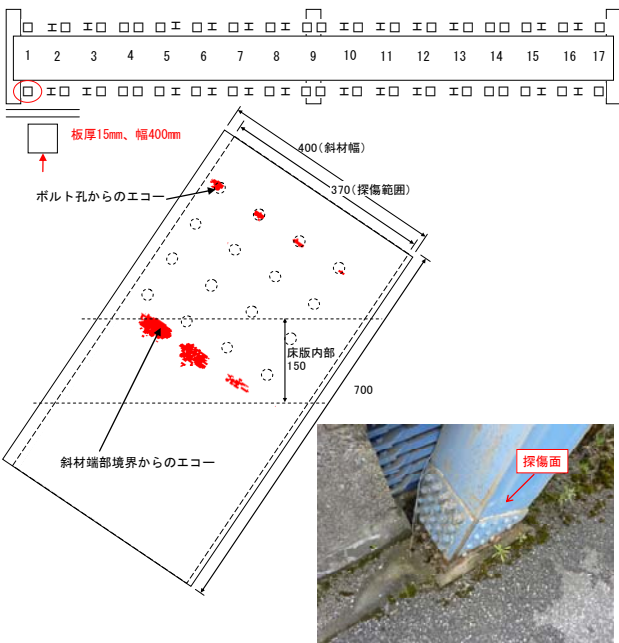 1 2 3 4 5 6 7 8 9 10 11 12 13 14 15 16 17
板厚15mm、幅400mm
400(斜材幅)
370(探傷範囲)
ボルト孔からのエコー
床版内部
150
700
斜材端部境界からのエコー
探傷面